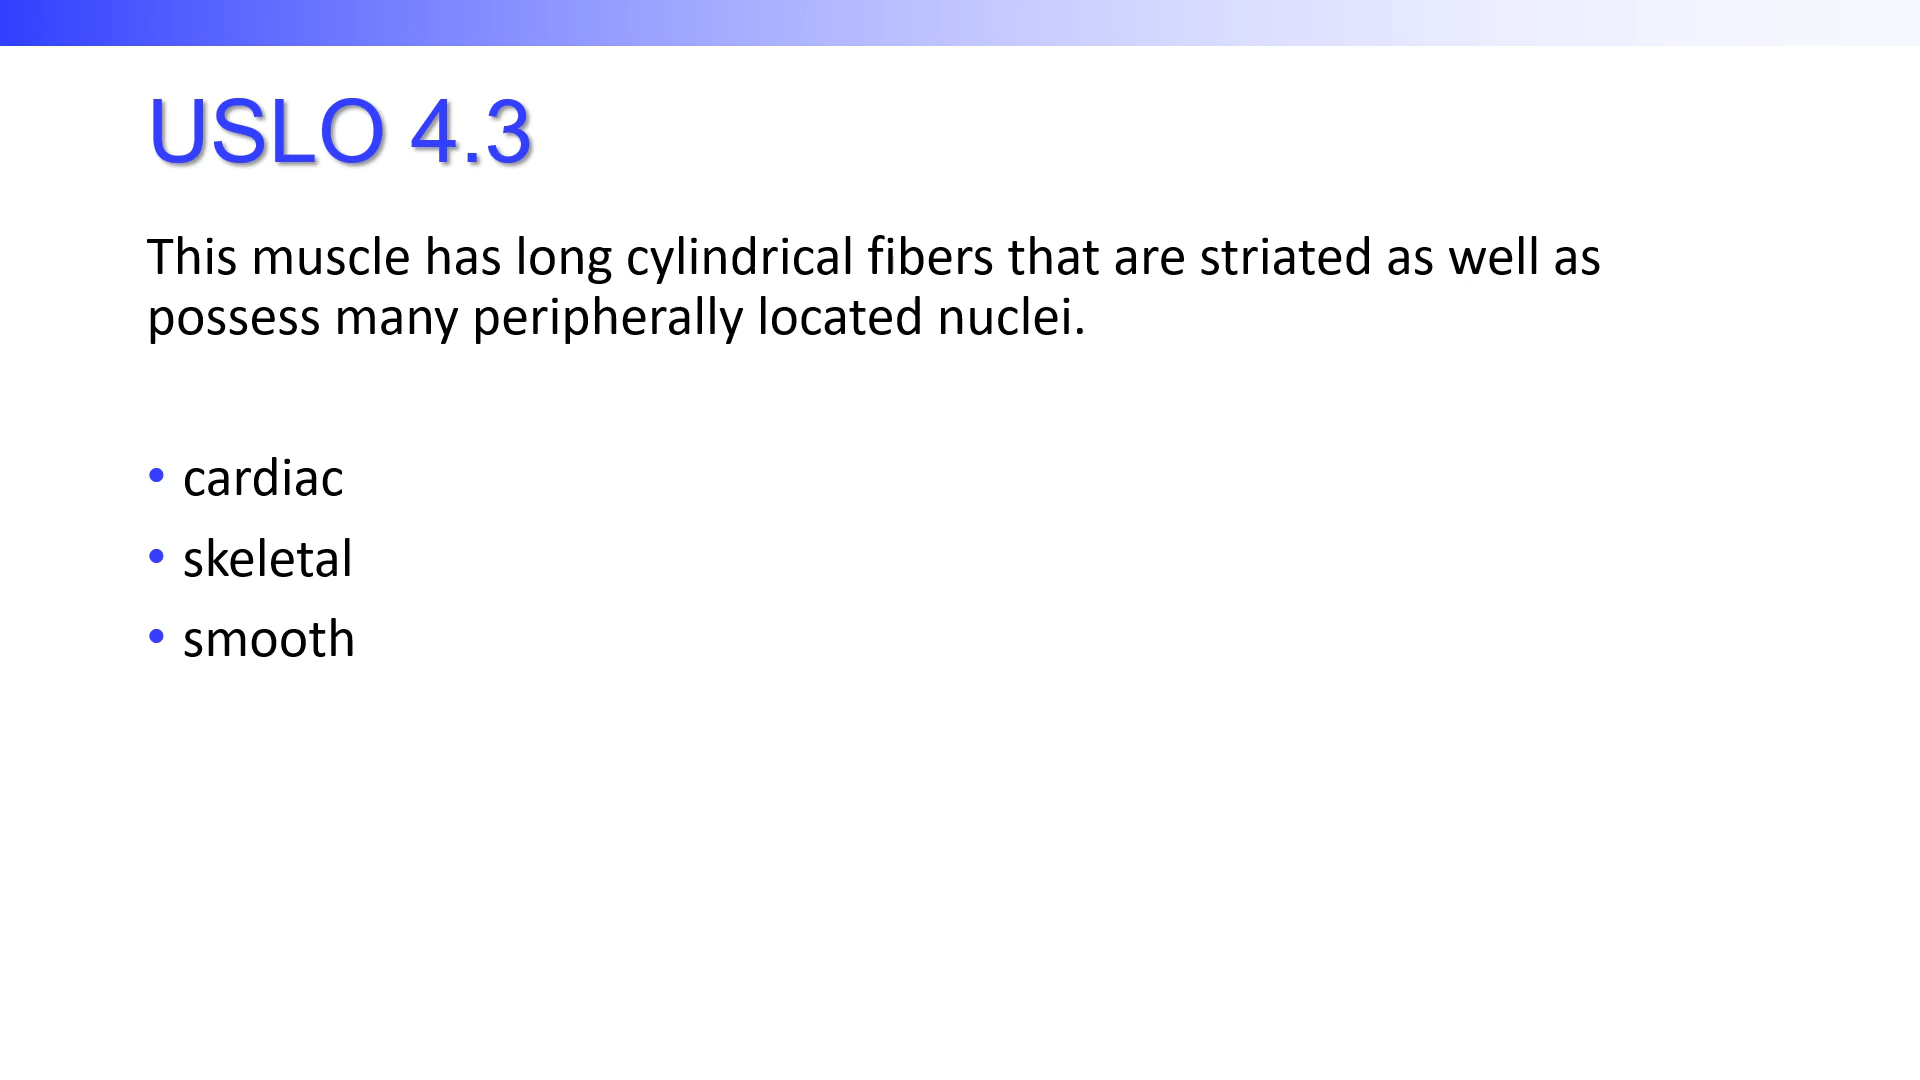 USLO 4.3
This muscle has long cylindrical fibers that are striated as well as
possess many peripherally located nuclei.
• cardiac
• skeletal
• smooth